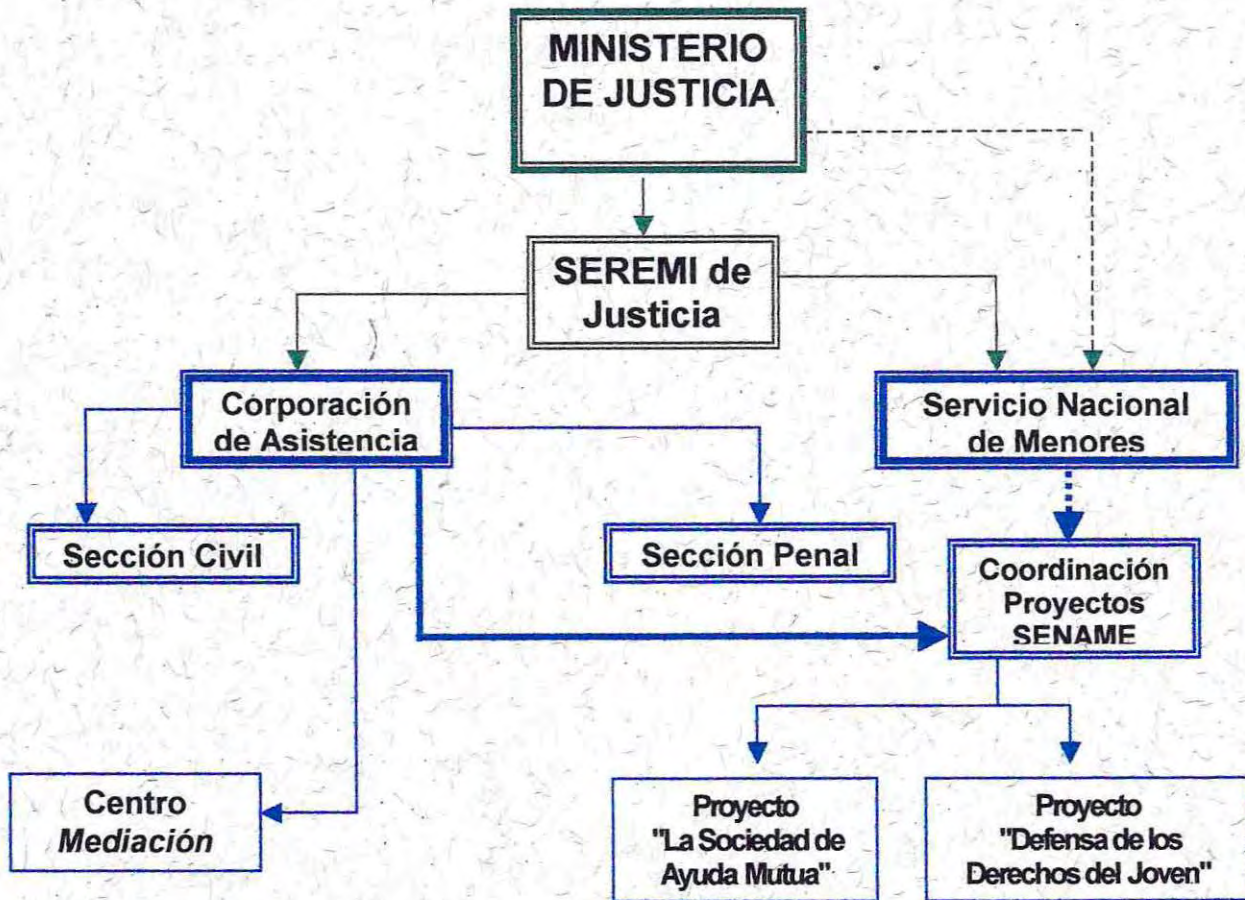 MINISTERIO
DE JUSTICIA
SEREMI de
Justicia
Corporación
de Asistencia
Servicio Nacional
de Menores
Sección Civil
Sección Penal
Coordinación
Proyectos
SENAME
Centro
Mediación
Proyecto
"La Sociedad de
Ayuda Mutua"
Proyecto
"Defensa de los
Derechos del Joven"